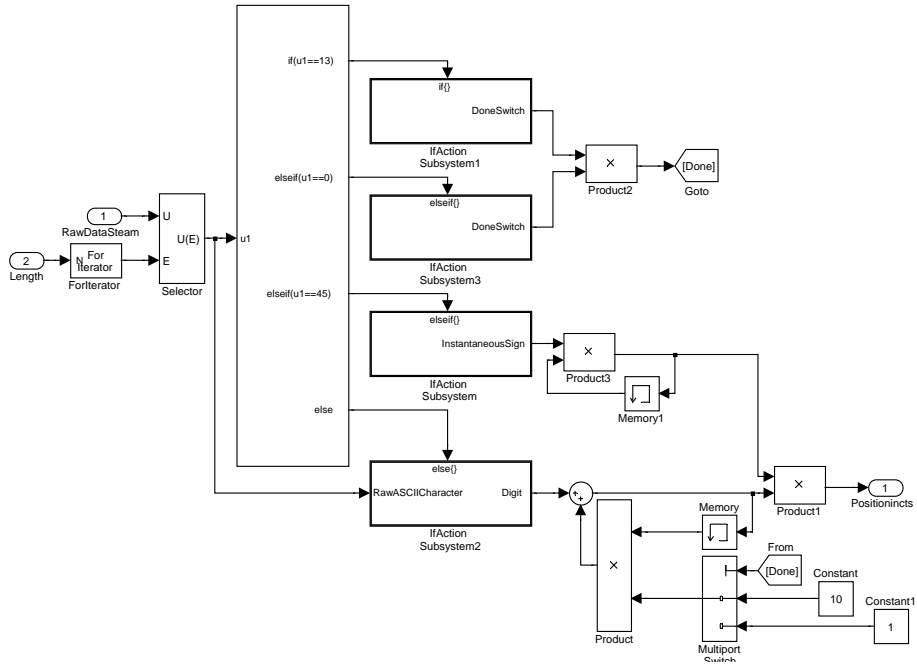 if(u1==13)
if{}
DoneSwitch
IfAction
Subsystem1
elseif(u1==0)
elseif{}
DoneSwitch
IfAction
Subsystem3
×
Product2
[Done]
Goto
1
RawDataSteam
2
Length
N
For
Iterator
ForIterator
U
U(E)
E
Selector
u1
elseif(u1==45)
elseif{}
InstantaneousSign
IfAction
Subsystem
×
Product3
Memory1
else
else{}
RawASCIICharacter
Digit
IfAction
Subsystem2
+
+
×
Product
Memory
×
Product1
1
Positionincts
From
[Done]
Constant
10
Constant1
1
Multiport
Switch